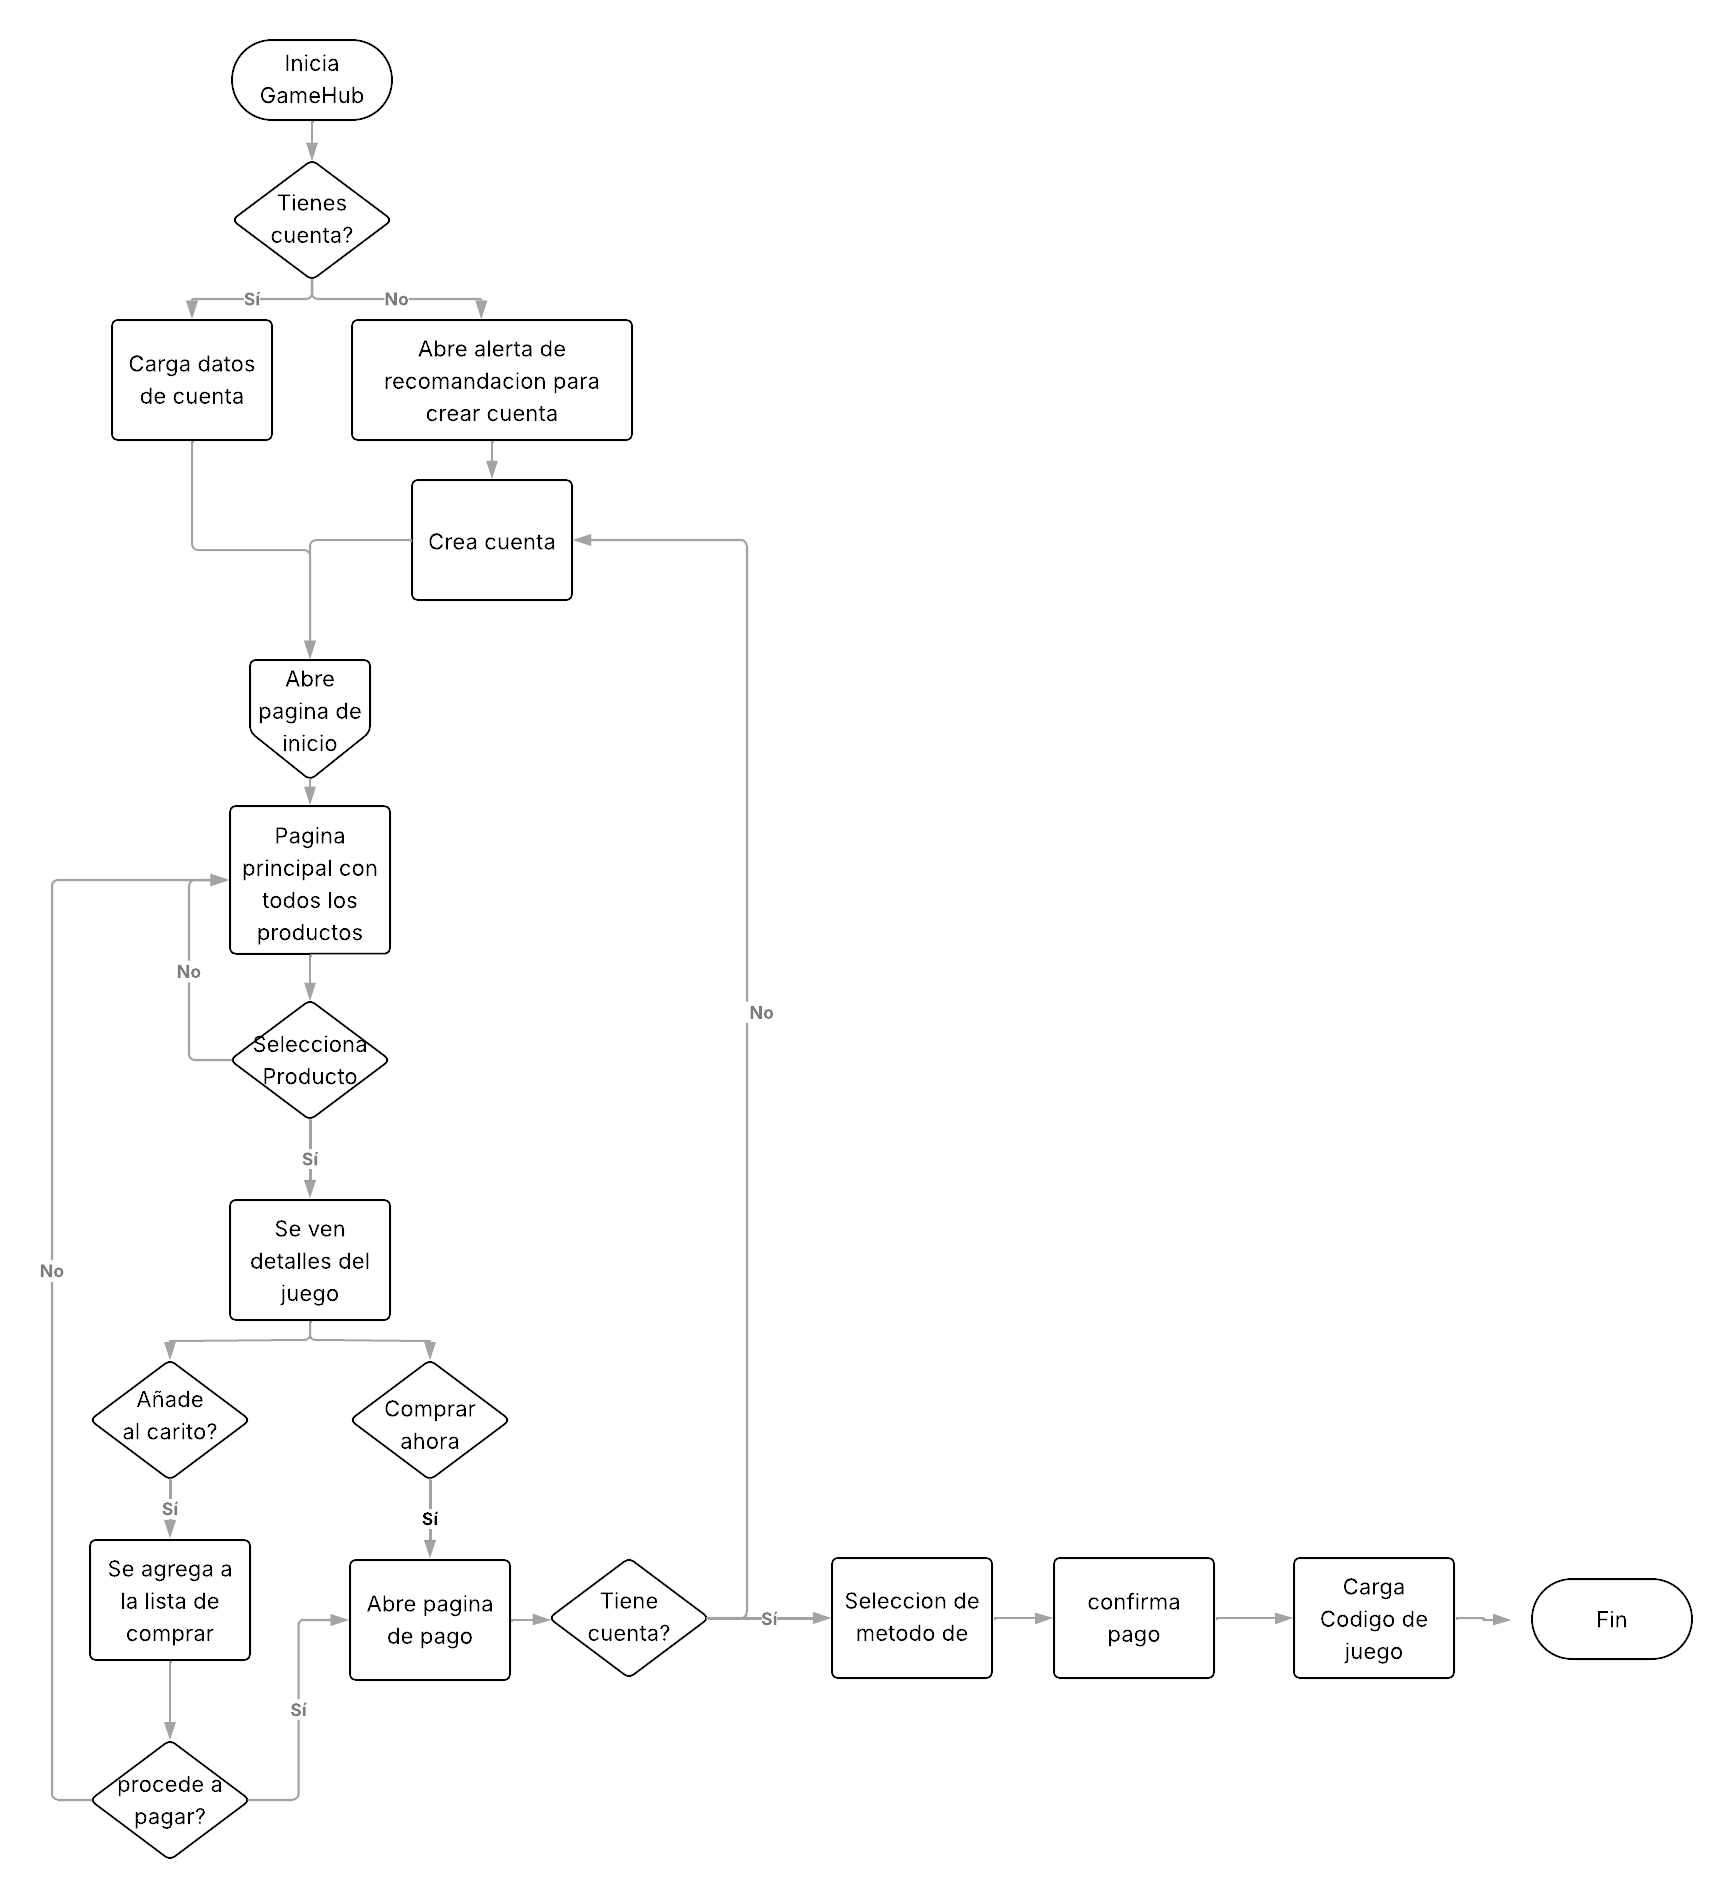 Inicia
GameHub
Tienes
cuenta?
Sí
No
Carga datos
de cuenta
Abre alerta de
recomandacion para
crear cuenta
Crea cuenta
Abre
pagina de
inicio
Pagina
principal con
todos los
productos
No
Selecciona
Producto
No
Sí
Se ven
detalles del
juego
No
Añade
al carito?
Comprar
ahora
Sí
Sí
Se agrega a
la lista de
comprar
Abre pagina
de pago
Tiene
cuenta?
Sí
Seleccion de
metodo de
confirma
pago
Carga
Codigo de
juego
Fin
Sí
procede a
pagar?